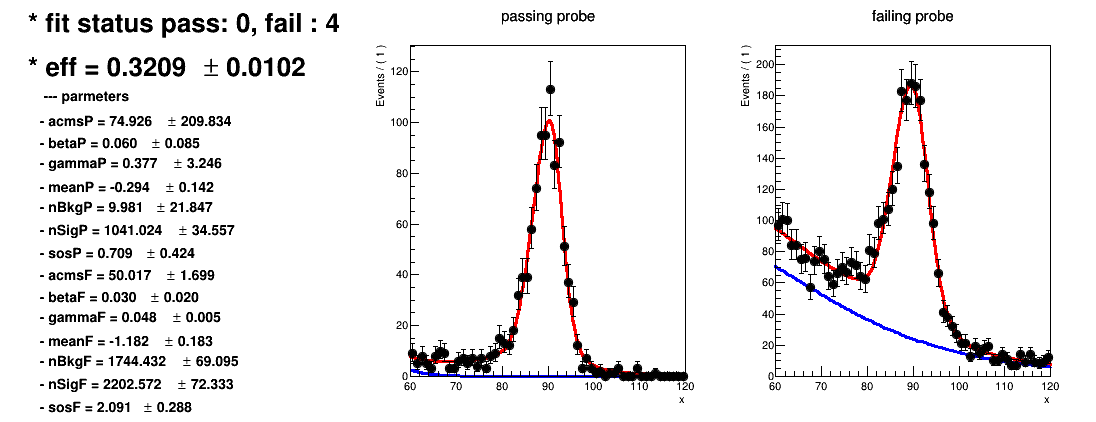 * fit status pass: 0, fail : 4
* eff = 0.3209 ± 0.0102
--- parmeters
- acmsP = 74.926 ± 209.834
- betaP = 0.060 ± 0.085
- gammaP = 0.377 ± 3.246
- meanP = -0.294 ± 0.142
- nBkgP = 9.981 ± 21.847
- nSigP = 1041.024 ± 34.557
- sosP = 0.709 ± 0.424
- acmsF = 50.017 ± 1.699
- betaF = 0.030 ± 0.020
- gammaF = 0.048 ± 0.005
- meanF = -1.182 ± 0.183
- nBkgF = 1744.432 ± 69.095
- nSigF = 2202.572 ± 72.333
- sosF = 2.091 ± 0.288
passing probe
Events / ( 1 )
120
100
80
60
40
20
0
60 70 80 90 100 110 120
x
failing probe
Events / ( 1 )
200
180
160
140
120
100
80
60
40
20
0
60 70 80 90 100 110 120
x